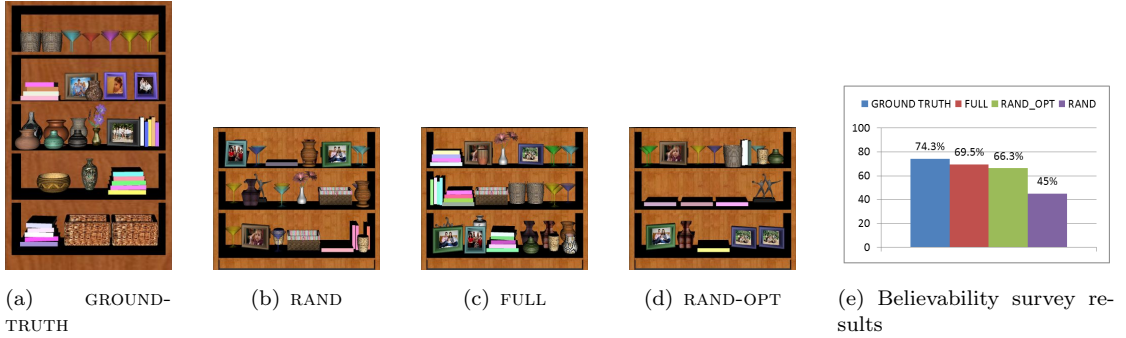 GROUND TRUTH FULL RAND_OPT RAND
100
80
60
40
20
0
74.3%
69.5%
66.3%
45%
(a) GROUND-
TRUTH
(b) RAND
(c) FULL
(d) RAND-OPT
(e) Believability survey re-
sults